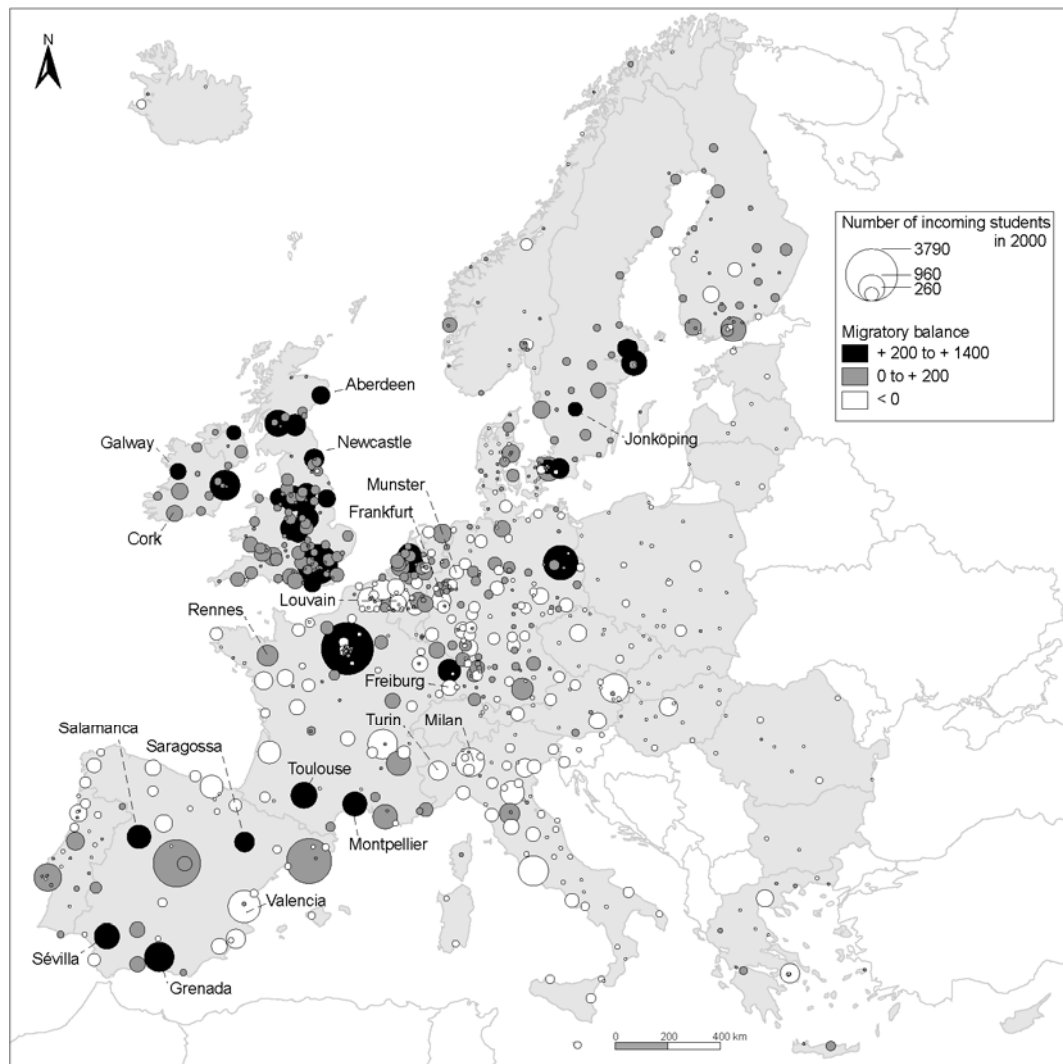 N
Number of incoming students
in 2000
3790
960
260
Migratory balance
+ 200 to + 1400
0 to + 200
< 0
Aberdeen
Galway
Newcastle
Jonköping
Munster
Frankfurt
Cork
Louvain
Rennes
Freiburg
Turin
Milan
Salamanca
Saragossa
Toulouse
Montpellier
Valencia
Sévilla
Grenada
0 200 400 km